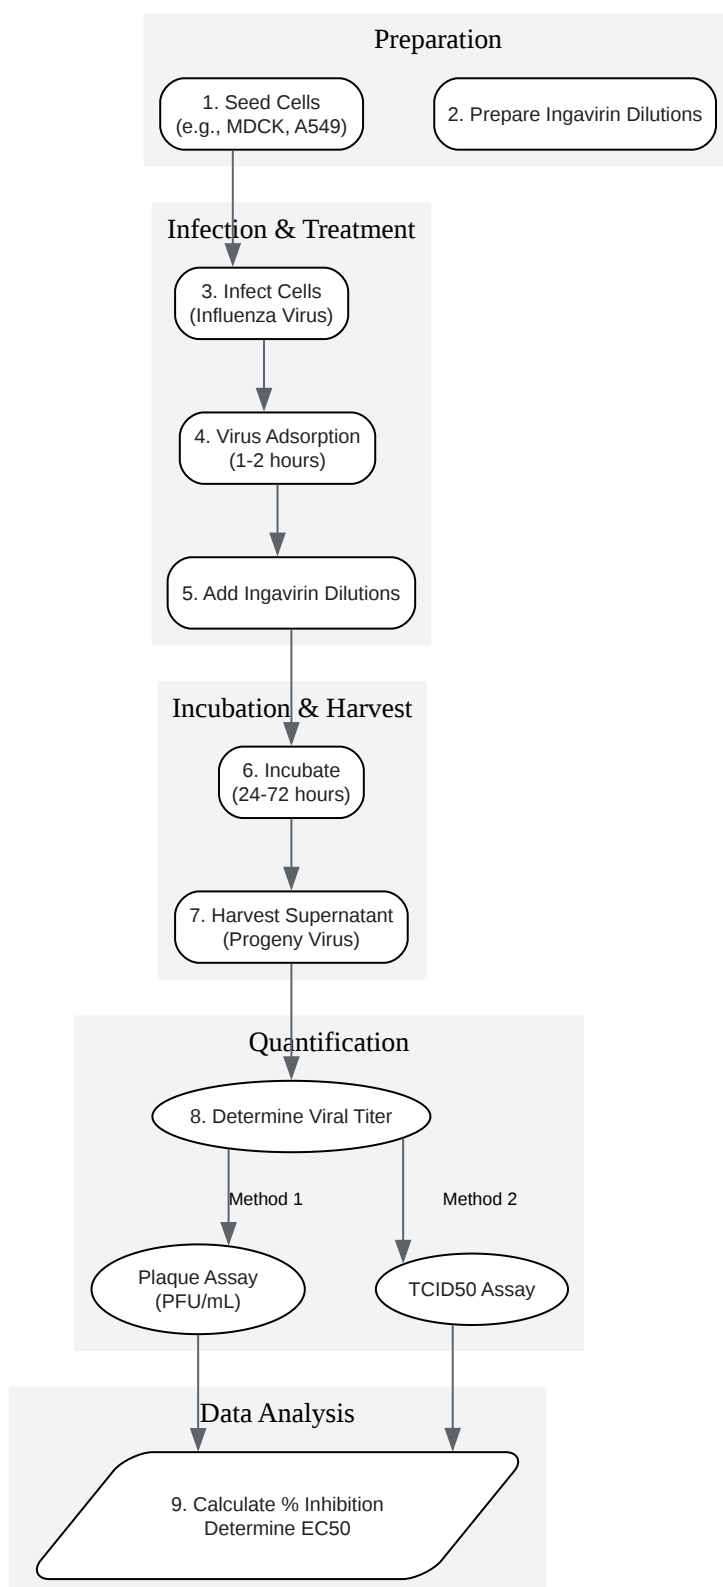 Preparation
1. Seed Cells
(e.g., MDCK, A549)
2. Prepare Ingavirin Dilutions
Infection & Treatment
3. Infect Cells
(Influenza Virus)
4. Virus Adsorption
(1-2 hours)
5. Add Ingavirin Dilutions
Incubation & Harvest
6. Incubate
(24-72 hours)
7. Harvest Supernatant
(Progeny Virus)
Quantification
8. Determine Viral Titer
Method 1
Method 2
Plaque Assay
(PFU/mL)
TCID50 Assay
Data Analysis
9. Calculate % Inhibition
Determine EC50